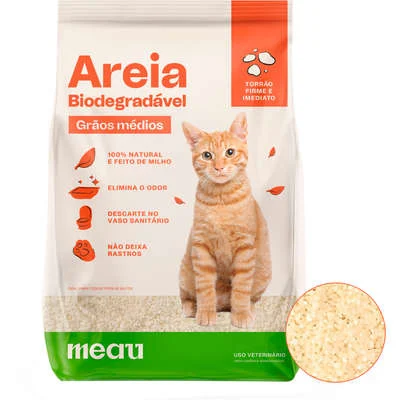 Areia
Biodegradável
Grãos médios
TORRÃO
FIRME E
IMEDIATO
100% NATURAL
E FEITO DE MILHO
ELIMINA O ODOR
DESCARTE NO
VASO SANITÁRIO
NÃO DEIXA
RASTROS
meau
USO VETERINÁRIO